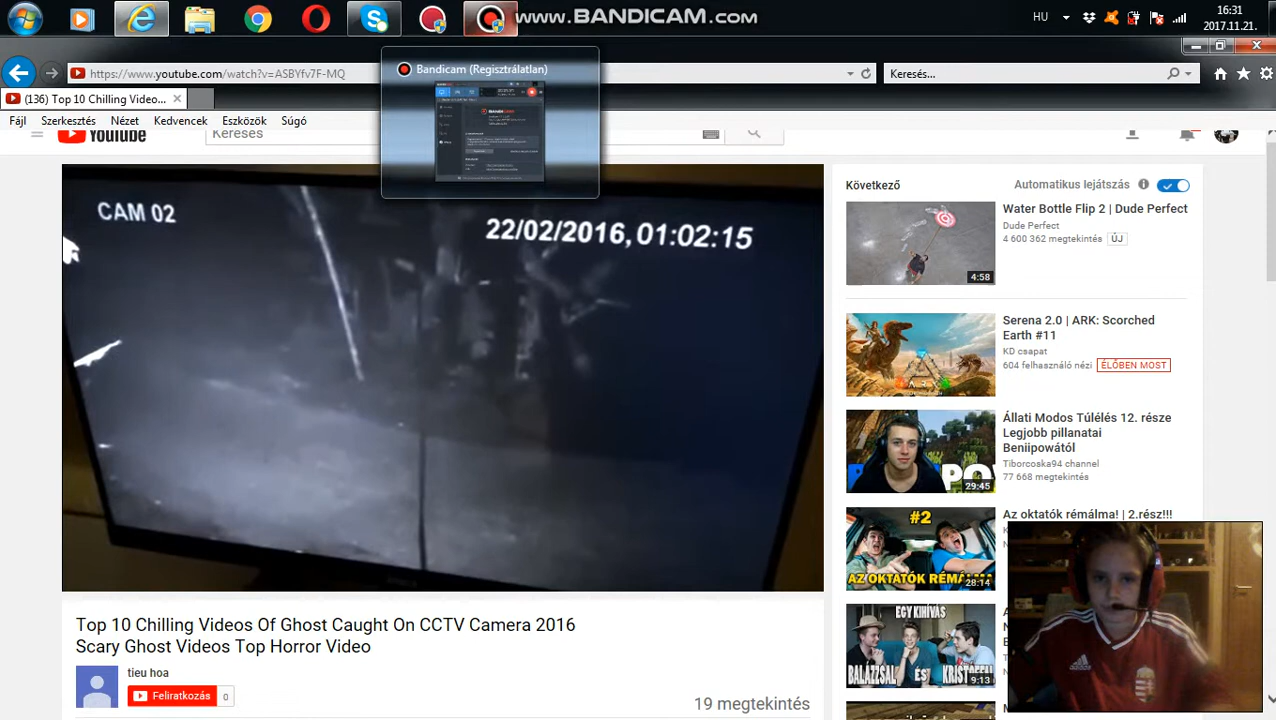 www.BANDICAM.com
HU
16:31
2017.11.21.
https://www.youtube.com/watch?v=ASBYfv7F-MQ
Bandicam (Regisztrálatlan)
Keresés...
(136) Top 10 Chilling Video...
Fájl Szerkesztés Nézet Kedvencek Eszközök Súgó
YouTube
Keresés
CAM 02
22/02/2016, 01:02:15
Következő
Automatikus lejátszás
Water Bottle Flip 2 | Dude Perfect
Dude Perfect
4 600 362 megtekintés ÚJ
4:58
Serena 2.0 | ARK: Scorched
Earth #11
KD csapat
604 felhasználó nézi ÉLŐBEN MOST
ARK
Állati Modos Túlélés 12. része
Legjobb pillanatai
Beniipowától
Tiborcoska94 channel
77 668 megtekintés
29:45
Az oktatók rémálma! | 2.rész!!!
#2
AZ OKTATÓK RÉMÁLMA!
28:14
EGY KIHÍVÁS
BALÁZZSAL ÉS KRISTÓFFAL
9:13
Top 10 Chilling Videos Of Ghost Caught On CCTV Camera 2016
Scary Ghost Videos Top Horror Video
tieu hoa
Feliratkozás 0
19 megtekintés